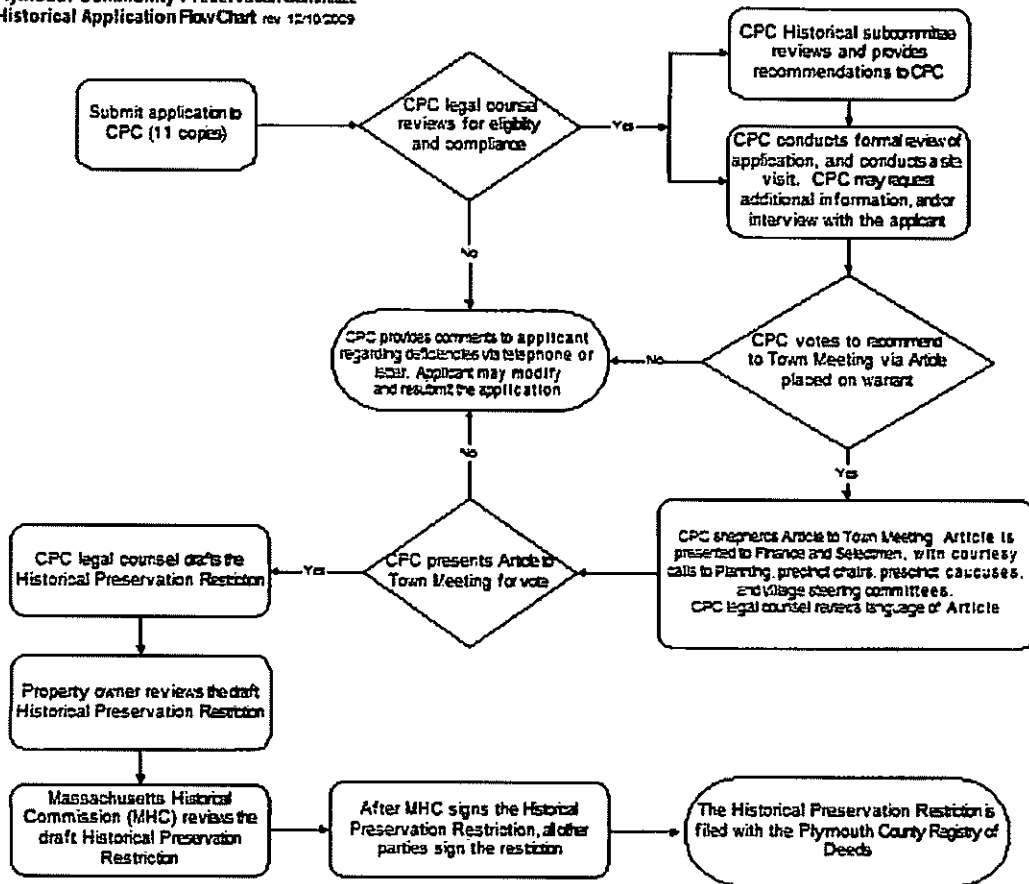 Historical Application Flow Chart rev 12/10/2009
Submit application to
CPC (11 copies)
CPC legal counsel
reviews for eligibility
and compliance
Yes
CPC Historical subcommittee
reviews and provides
recommendations to CPC
CPC conducts formal review of
application, and conducts a site
visit. CPC may request
additional information, and/or
interview with the applicant
No
CPC provides comments to applicant
regarding deficiencies via telephone or
letter. Applicant may modify
and resubmit the application
No
CPC votes to recommend
to Town Meeting via Article
placed on warrant
Yes
No
CPC legal counsel drafts the
Historical Preservation Restriction
Yes
CPC presents Article to
Town Meeting for vote
CPC shepherds Article to Town Meeting. Article is
presented to Finance and Selectmen, with courtesy
calls to Planning, precinct chairs, precinct caucuses,
and village steering committees.
CPC legal counsel reviews language of Article
Property owner reviews the draft
Historical Preservation Restriction
Massachusetts Historical
Commission (MHC) reviews the
draft Historical Preservation
Restriction
After MHC signs the Historical
Preservation Restriction, all other
parties sign the restriction
The Historical Preservation Restriction is
filed with the Plymouth County Registry of
Deeds